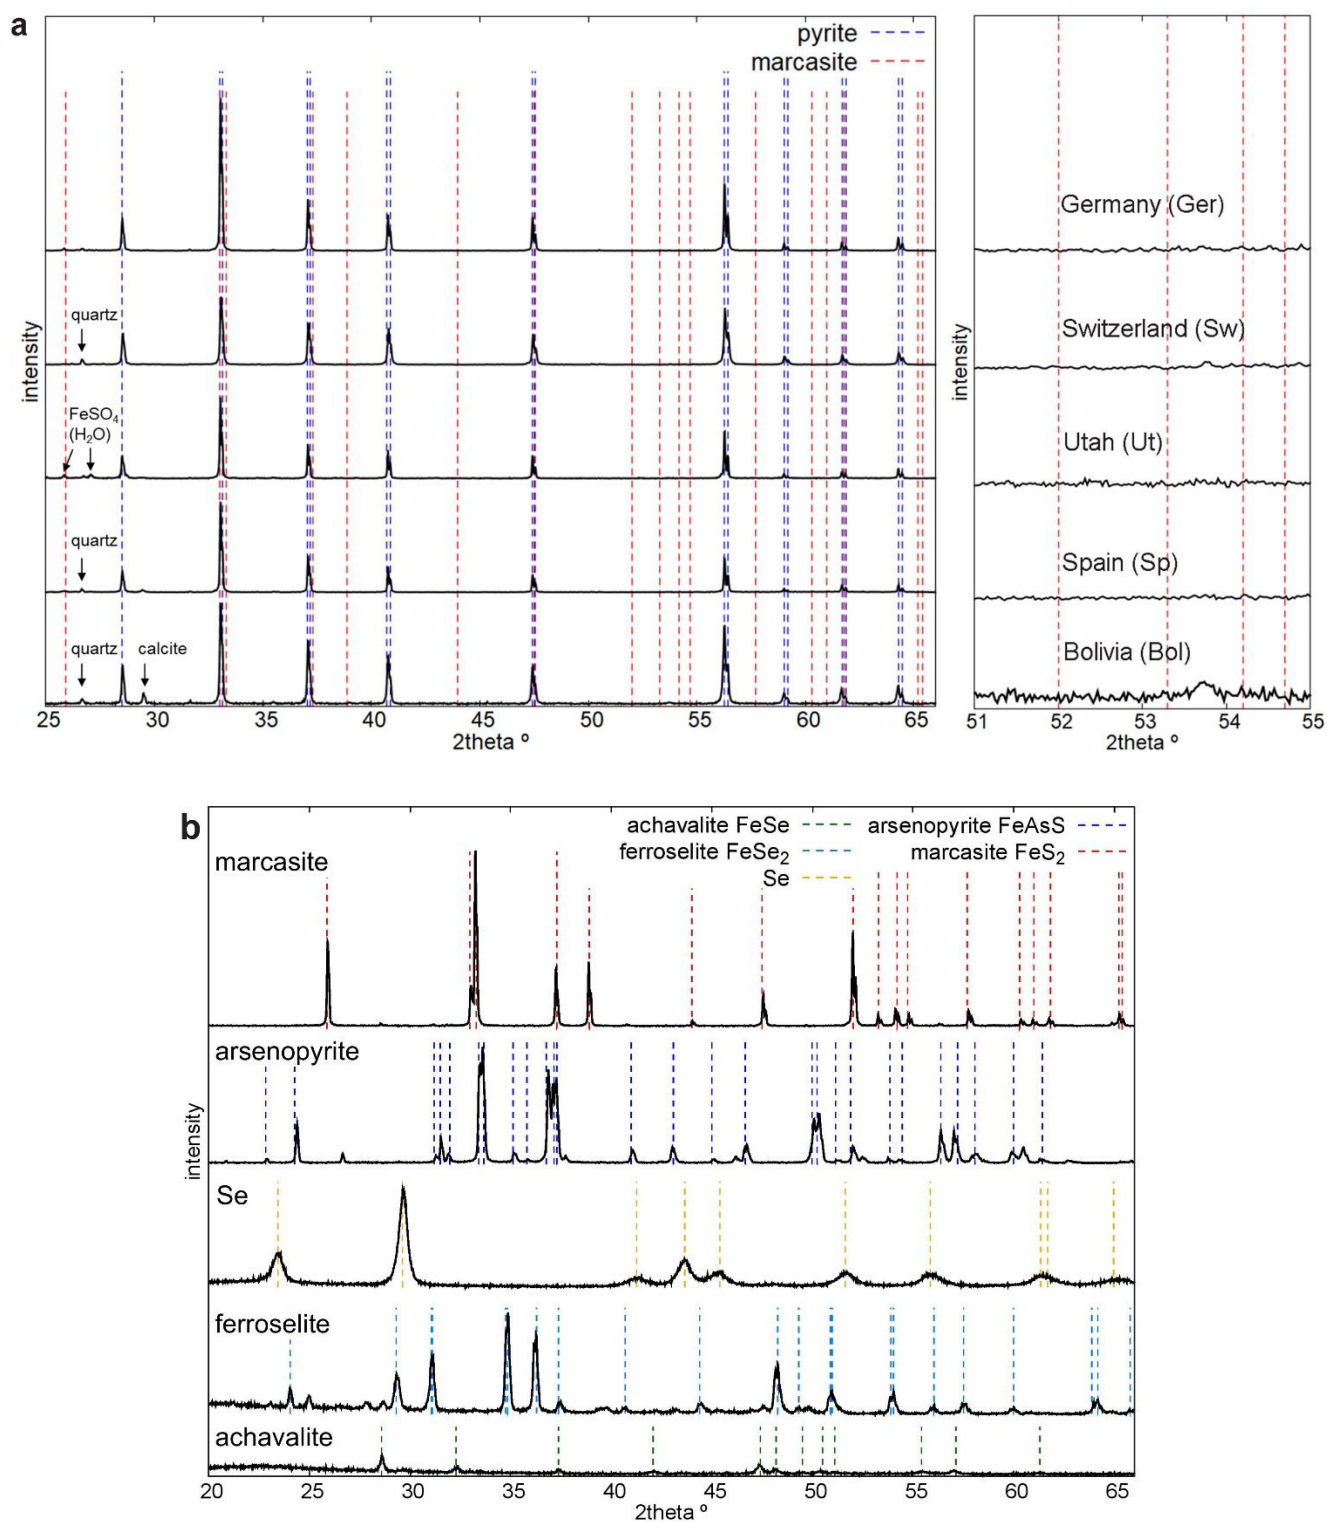 a
pyrite
marcasite
Germany (Ger)
quartz
Switzerland (Sw)
intensity
intensity
FeSO4
(H2O)
Utah (Ut)
quartz
Spain (Sp)
quartz
calcite
Bolivia (Bol)
25 30 35 40 45 50 55 60 65
2theta º
51 52 53 54 55
2theta º
b
achavalite FeSe
arsenopyrite FeAsS
ferroselite FeSe2
marcasite FeS2
Se
marcasite
arsenopyrite
intensity
Se
ferroselite
achavalite
20 25 30 35 40 45 50 55 60 65
2theta º